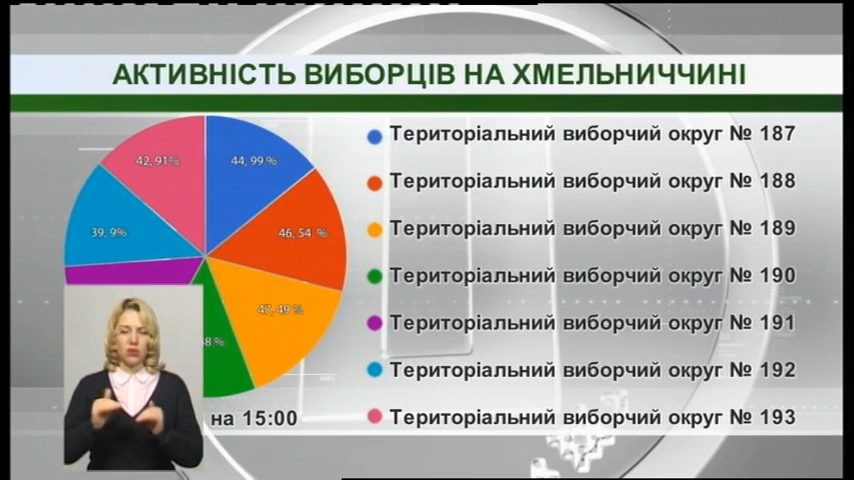 АКТИВНІСТЬ ВИБОРЦІВ НА ХМЕЛЬНИЧЧИНІ
Територіальний виборчий округ № 187
Територіальний виборчий округ № 188
Територіальний виборчий округ № 189
Територіальний виборчий округ № 190
Територіальний виборчий округ № 191
Територіальний виборчий округ № 192
Територіальний виборчий округ № 193
42, 91%
44, 99 %
39, 9%
46, 54 %
47, 49 %
8 %
на 15:00